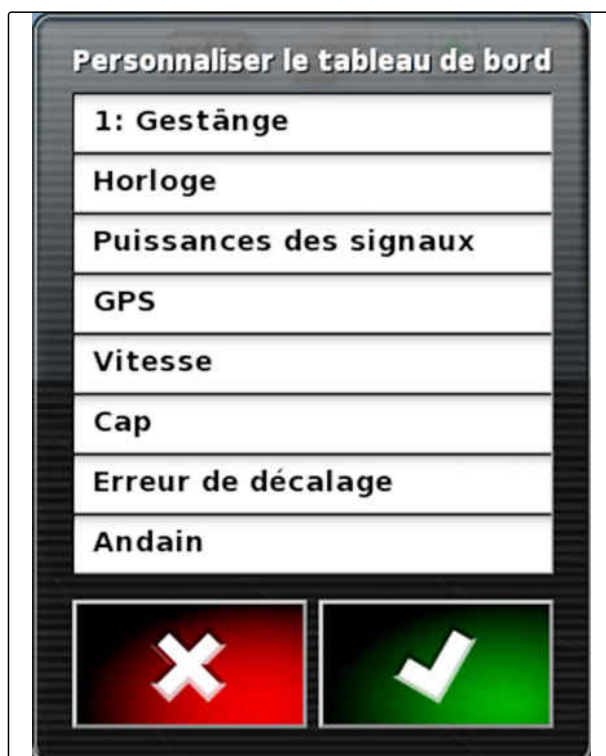 Personnaliser le tableau de bord
1: Gestänge
Horloge
Puissances des signaux
GPS
Vitesse
Cap
Erreur de décalage
Andain